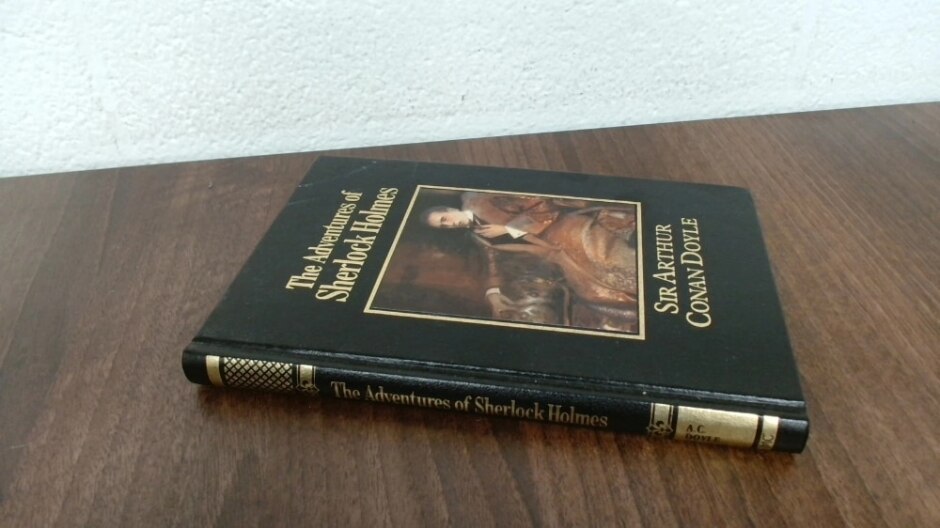 The Adventures of
Sherlock Holmes
SIR ARTHUR
CONAN DOYLE
The Adventures of Sherlock Holmes
A.C.
DOYLE